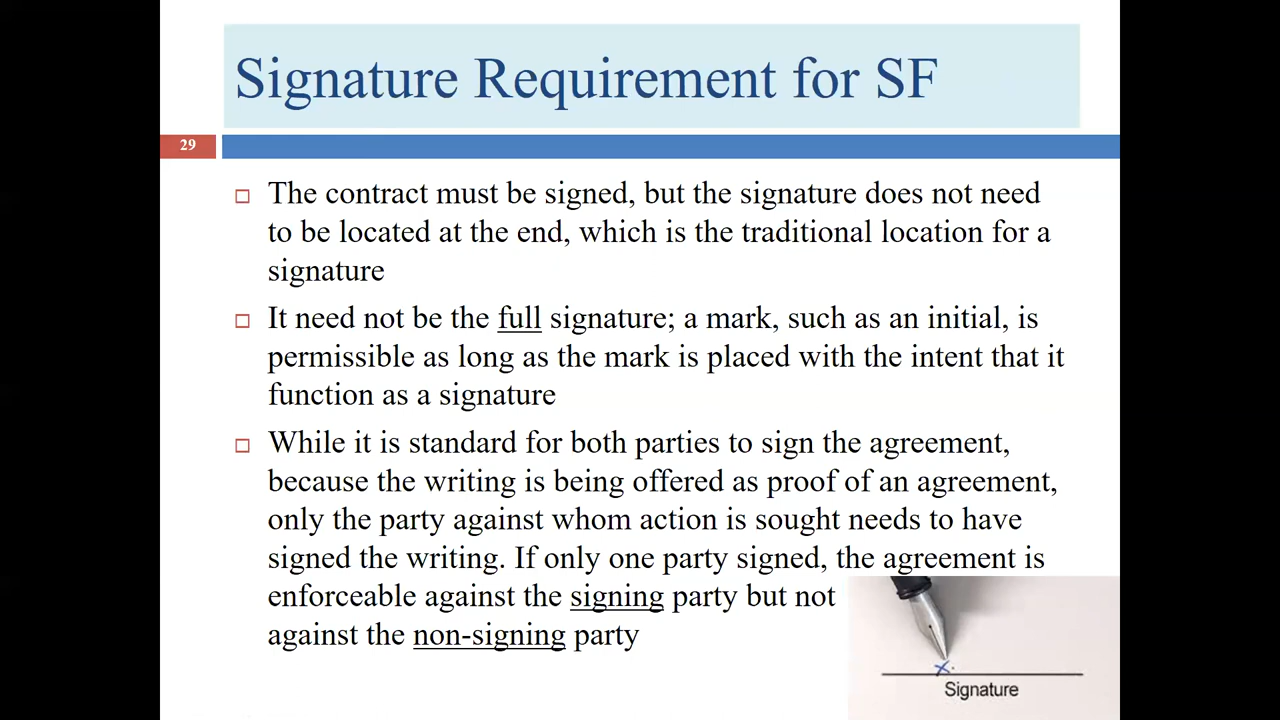 Signature Requirement for SF
29
The contract must be signed, but the signature does not need
to be located at the end, which is the traditional location for a
signature
It need not be the full signature; a mark, such as an initial, is
permissible as long as the mark is placed with the intent that it
function as a signature
While it is standard for both parties to sign the agreement,
because the writing is being offered as proof of an agreement,
only the party against whom action is sought needs to have
signed the writing. If only one party signed, the agreement is
enforceable against the signing party but not
against the non-signing party
x
Signature